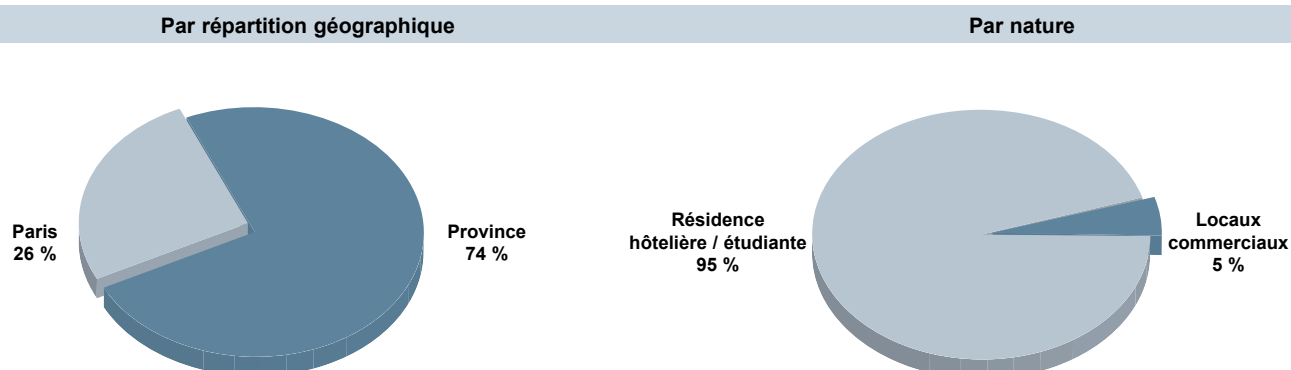 Par répartition géographique
Paris
26 %
Province
74 %
Par nature
Résidence
hôtelière / étudiante
95 %
Locaux
commerciaux
5 %